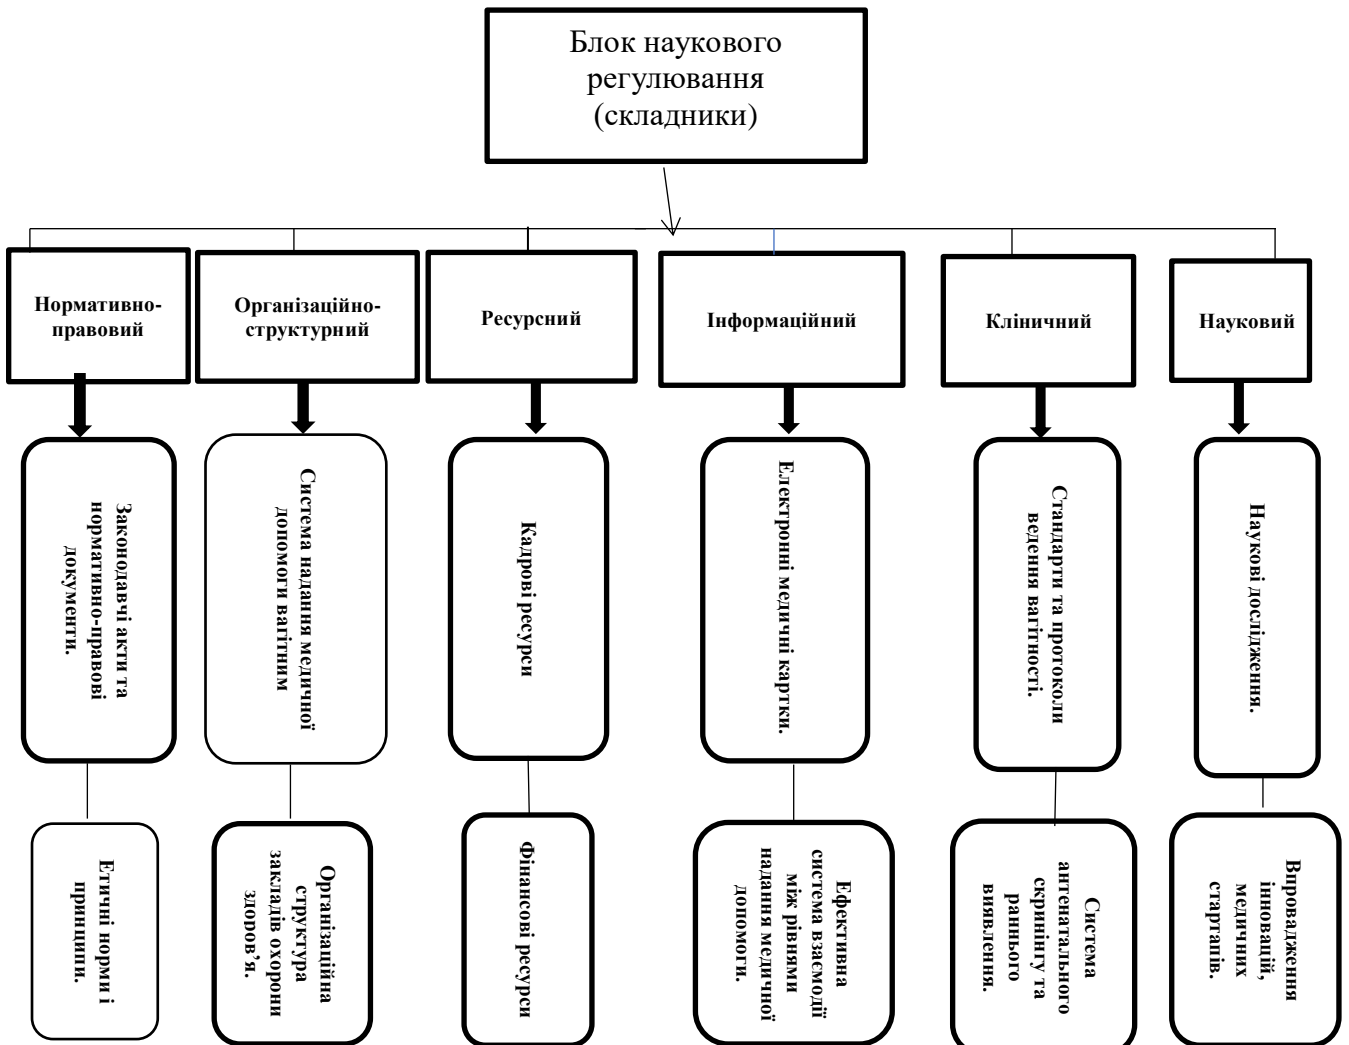 Блок наукового
регулювання
(складники)
Нормативно-
правовий
Організаційно-
структурний
Ресурсний
Інформаційний
Клінічний
Науковий
Законодавчі акти та
нормативно-правові
документи.
Система надання медичної
допомоги вагітним
Кадрові ресурси
Електронні медичні картки.
Стандарти та протоколи
ведення вагітності.
Наукові дослідження.
Етичні норми і
принципи.
Організаційна
структура
закладів охорони
здоров’я.
Фінансові ресурси
Ефективна
система взаємодії
між рівнями
надання медичної
допомоги.
Система
антенатального
скринінгу та
раннього
виявлення.
Впровадження
інновацій,
медичних
стартапів.